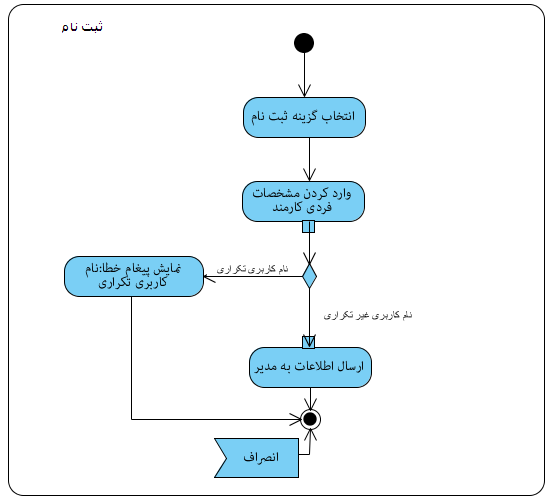 ثبت نام
انتخاب گزینه ثبت نام
وارد کردن مشخصات
فردی کارمند
نام کاربری تکراری
نمایش پیغام خطا:نام
کاربری تکراری
نام کاربری غیر تکراری
ارسال اطلاعات به مدیر
انصراف